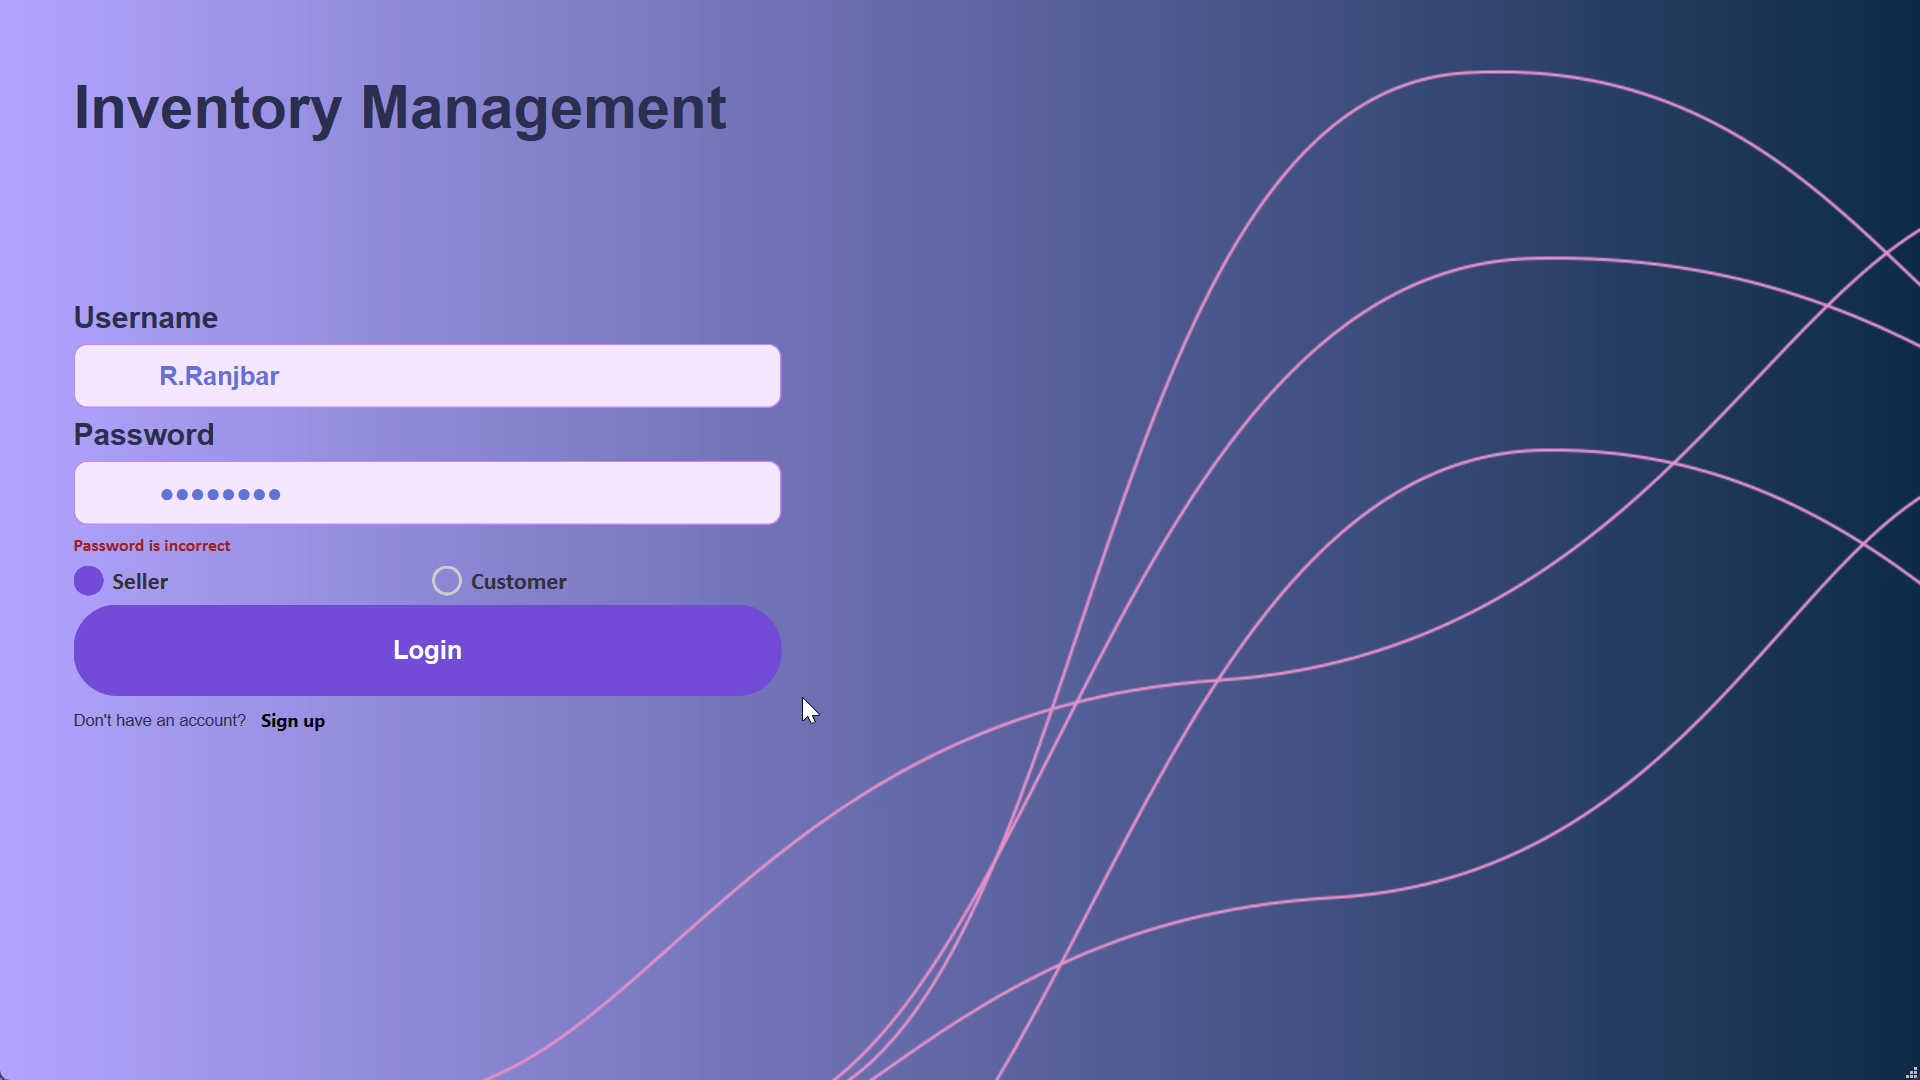 Inventory Management
Username
R.Ranjbar
Password
●●●●●●●●
Password is incorrect
Seller Customer
Login
Don't have an account? Sign up